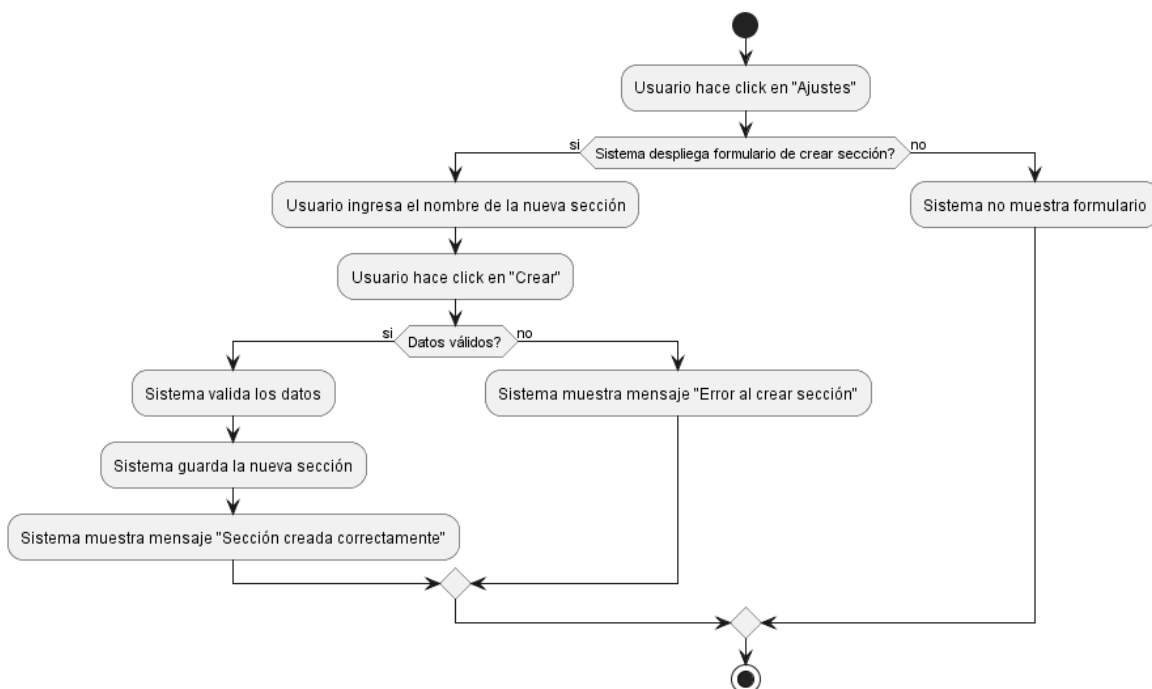 Usuario hace click en "Ajustes"
si
Sistema despliega formulario de crear sección?
no
Usuario ingresa el nombre de la nueva sección
Sistema no muestra formulario
Usuario hace click en "Crear"
si
Datos válidos?
no
Sistema valida los datos
Sistema muestra mensaje "Error al crear sección"
Sistema guarda la nueva sección
Sistema muestra mensaje "Sección creada correctamente"